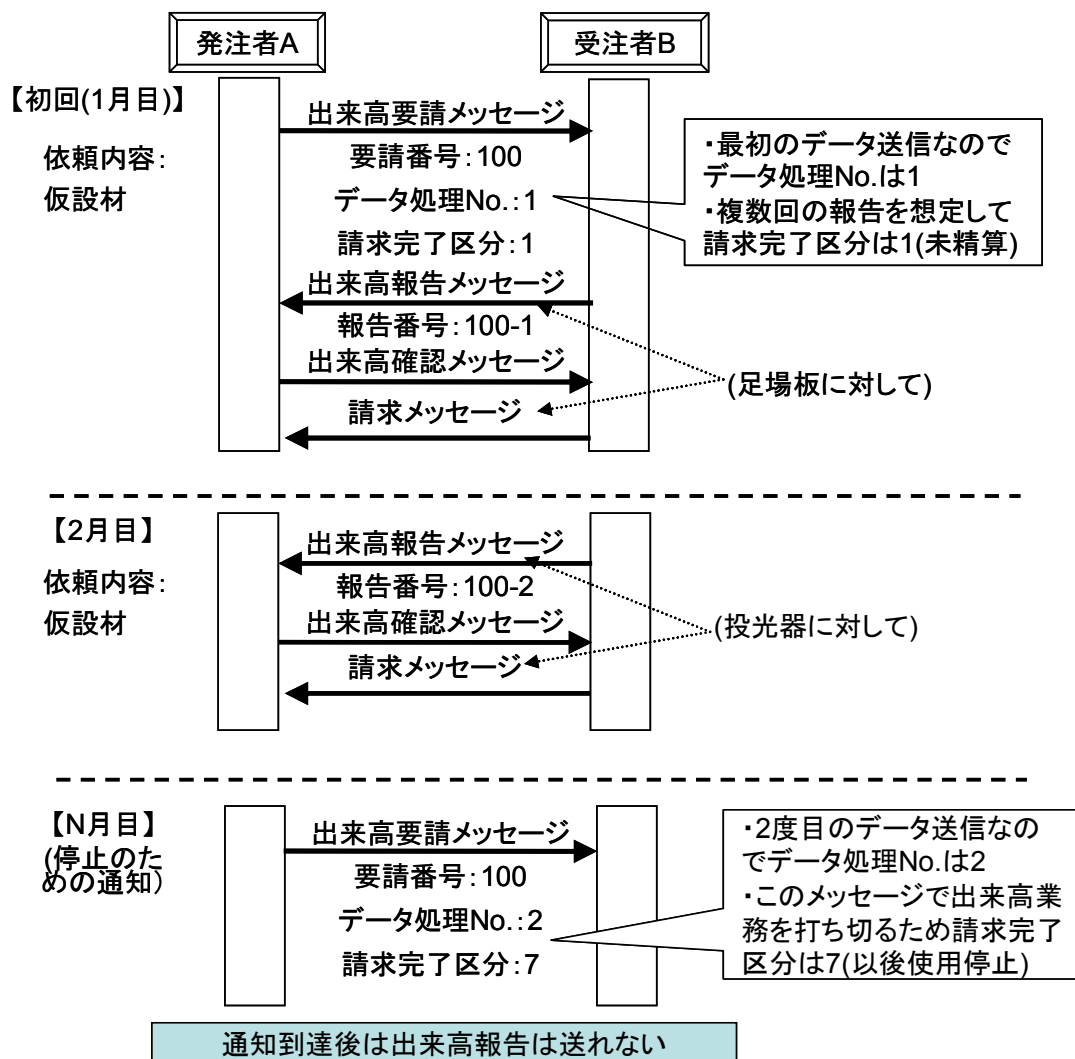 発注者A
受注者B
【初回(1月目)】
依頼内容：
仮設材
出来高要請メッセージ
要請番号：100
データ処理No.：1
請求完了区分：1
・最初のデータ送信なので
データ処理No.は1
・複数回の報告を想定して
請求完了区分は1(未精算)
出来高報告メッセージ
報告番号：100-1
出来高確認メッセージ
請求メッセージ
(足場板に対して)
【2月目】
依頼内容：
仮設材
出来高報告メッセージ
報告番号：100-2
出来高確認メッセージ
請求メッセージ
(投光器に対して)
【N月目】
(停止のた
めの通知)
出来高要請メッセージ
要請番号：100
データ処理No.：2
請求完了区分：7
・2度目のデータ送信なの
でデータ処理No.は2
・このメッセージで出来高業
務を打ち切るため請求完了
区分は7(以後使用停止)
通知到達後は出来高報告は送れない